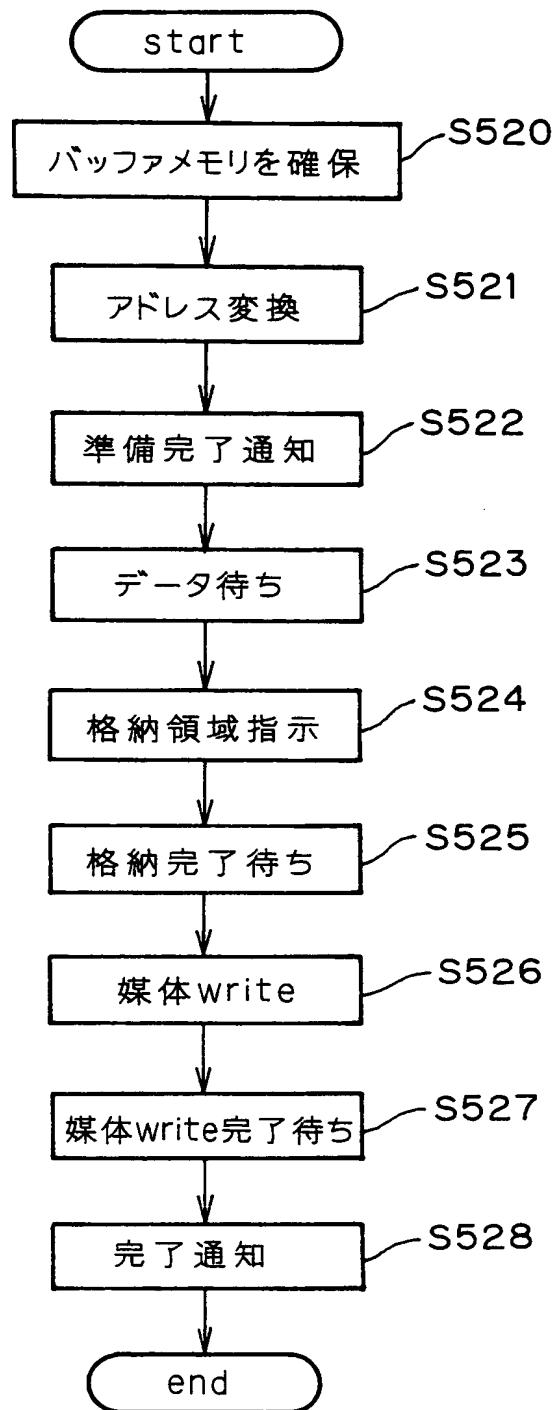 start
バッファメモリを確保
S520
アドレス変換
S521
準備完了通知
S522
データ待ち
S523
格納領域指示
S524
格納完了待ち
S525
媒体write
S526
媒体write完了待ち
S527
完了通知
S528
end